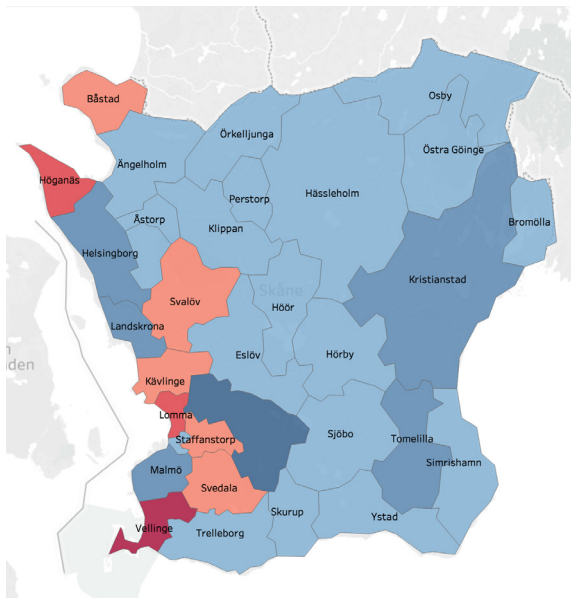 Osby
Båstad
Örkelljunga
Östra Göinge
Ängelholm
Höganäs
Perstorp
Hässleholm
Åstorp
Klippan
Bromölla
Helsingborg
Kristianstad
Skåne
Svalöv
Höör
Landskrona
n
den
Eslöv
Hörby
Kävlinge
Lomma
Sjöbo
Staffanstorp
Tomelilla
Simrishamn
Malmö
Svedala
Skurup
Ystad
Vellinge
Trelleborg